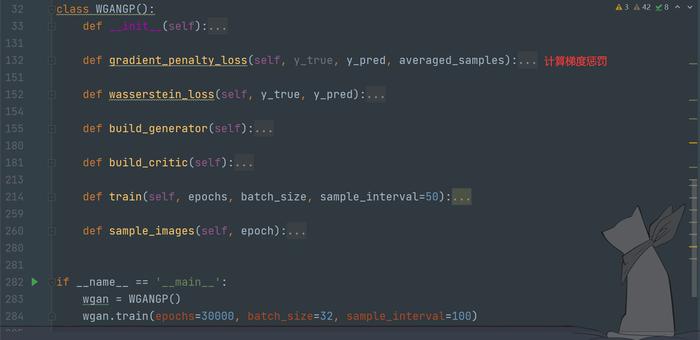 3 42 8
32 class WGANGP():
33 def __init__(self):...
131
132 def gradient_penalty_loss(self, y_true, y_pred, averaged_samples):... 计算梯度惩罚
151
152 def wasserstein_loss(self, y_true, y_pred):...
154
155 def build_generator(self):...
180
181 def build_critic(self):...
213
214 def train(self, epochs, batch_size, sample_interval=50):...
259
260 def sample_images(self, epoch):...
280
281
282 if __name__ == '__main__':
283 wgan = WGANGP()
284 wgan.train(epochs=30000, batch_size=32, sample_interval=100)